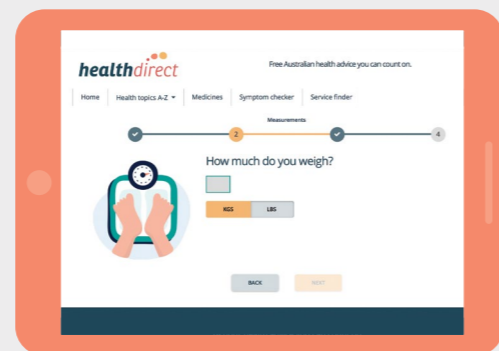 healthdirect
Free Australian health advice you can count on.
Home Health topics A-Z Medicines Symptom checker Service finder
Measurements
2 4
How much do you weigh?
KGS LBS
BACK NEXT